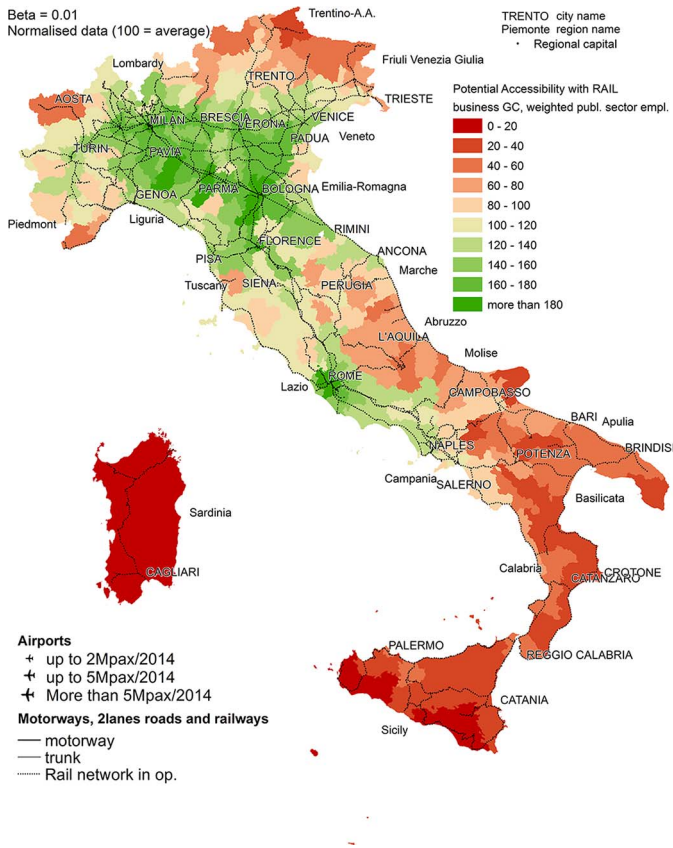 Beta = 0.01
Normalised data (100 = average)
Trentino-A.A.
TRENTO city name
Piemonte region name
Regional capital
Lombardy
Friuli Venezia Giulia
TRENTO
AOSTA
TRIESTE
MILAN
BRESCIA
VERONA
VENICE
PADUA
Veneto
TURIN
PAVIA
PARMA
BOLOGNA
Emilia-Romagna
GENOA
Piedmont
Liguria
RIMINI
FLORENCE
ANCONA
PISA
Marche
Tuscany
SIENA
PERUGIA
Abruzzo
L'AQUILA
Molise
Lazio
ROME
CAMPOBASSO
BARI
Apulia
NAPLES
POTENZA
BRINDISI
Campania
SALERNO
Basilicata
Sardinia
CAGLIARI
Calabria
CROTONE
CATANZARO
PALERMO
REGGIO CALABRIA
CATANIA
Sicily
Potential Accessibility with RAIL
business GC, weighted publ. sector empl.
0 - 20
20 - 40
40 - 60
60 - 80
80 - 100
100 - 120
120 - 140
140 - 160
160 - 180
more than 180
Airports
up to 2Mpax/2014
up to 5Mpax/2014
More than 5Mpax/2014
Motorways, 2lanes roads and railways
motorway
trunk
Rail network in op.